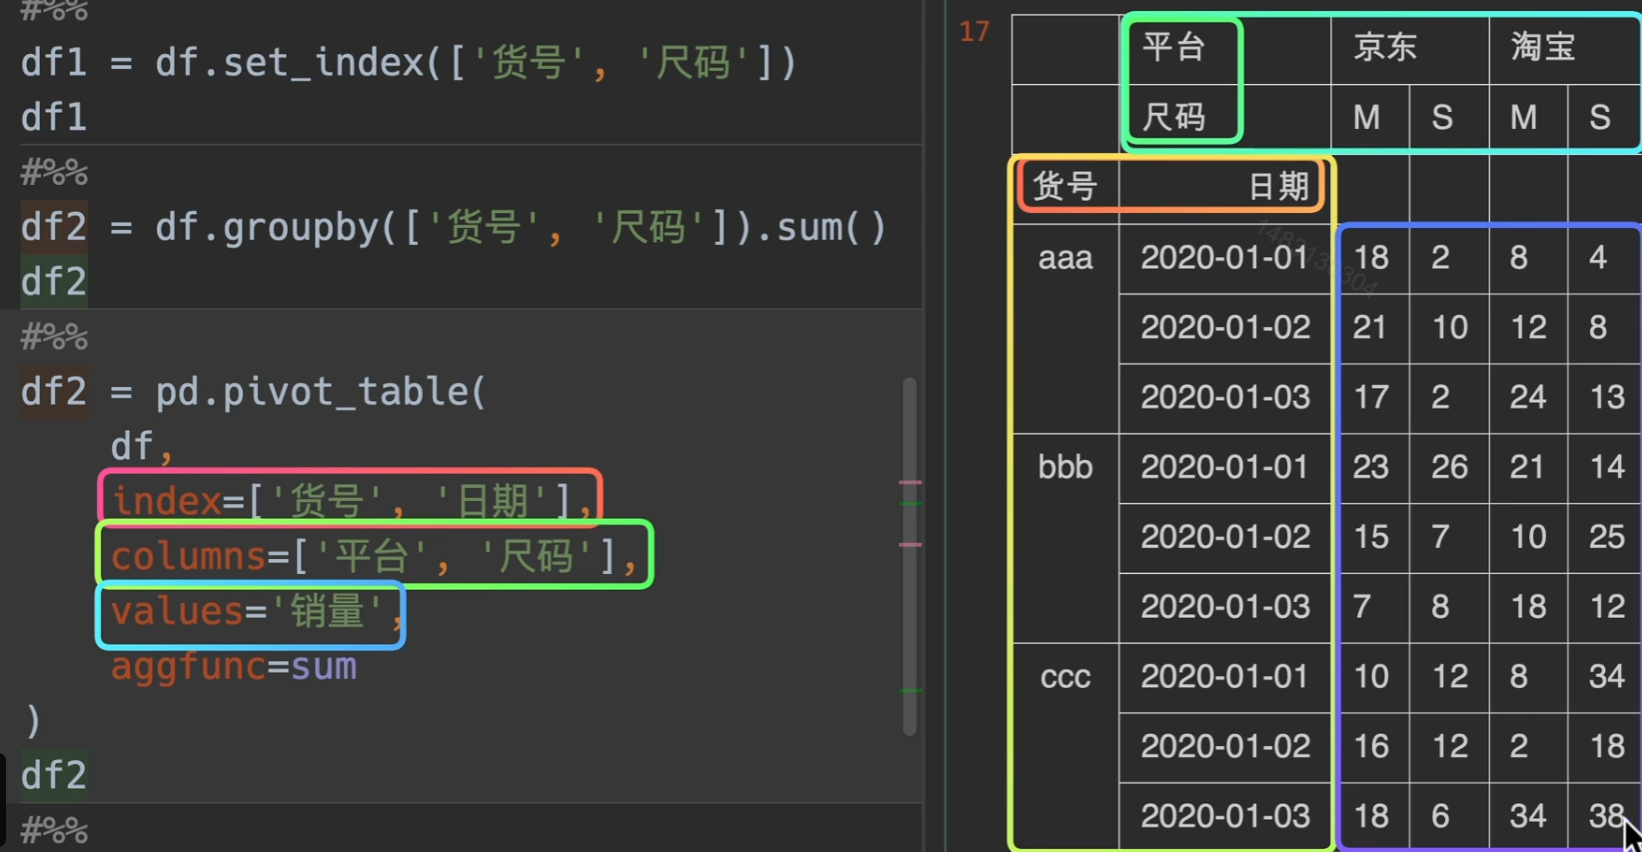 #%%
df1 = df.set_index(['货号', '尺码'])
df1
#%%
df2 = df.groupby(['货号', '尺码']).sum()
df2
#%%
df2 = pd.pivot_table(
df,
index=['货号', '日期'],
columns=['平台', '尺码'],
values='销量',
aggfunc=sum
)
df2
#%%
17
平台 京东 淘宝
尺码 M S M S
货号 日期
aaa 2020-01-01 18 2 8 4
2020-01-02 21 10 12 8
2020-01-03 17 2 24 13
bbb 2020-01-01 23 26 21 14
2020-01-02 15 7 10 25
2020-01-03 7 8 18 12
ccc 2020-01-01 10 12 8 34
2020-01-02 16 12 2 18
2020-01-03 18 6 34 38